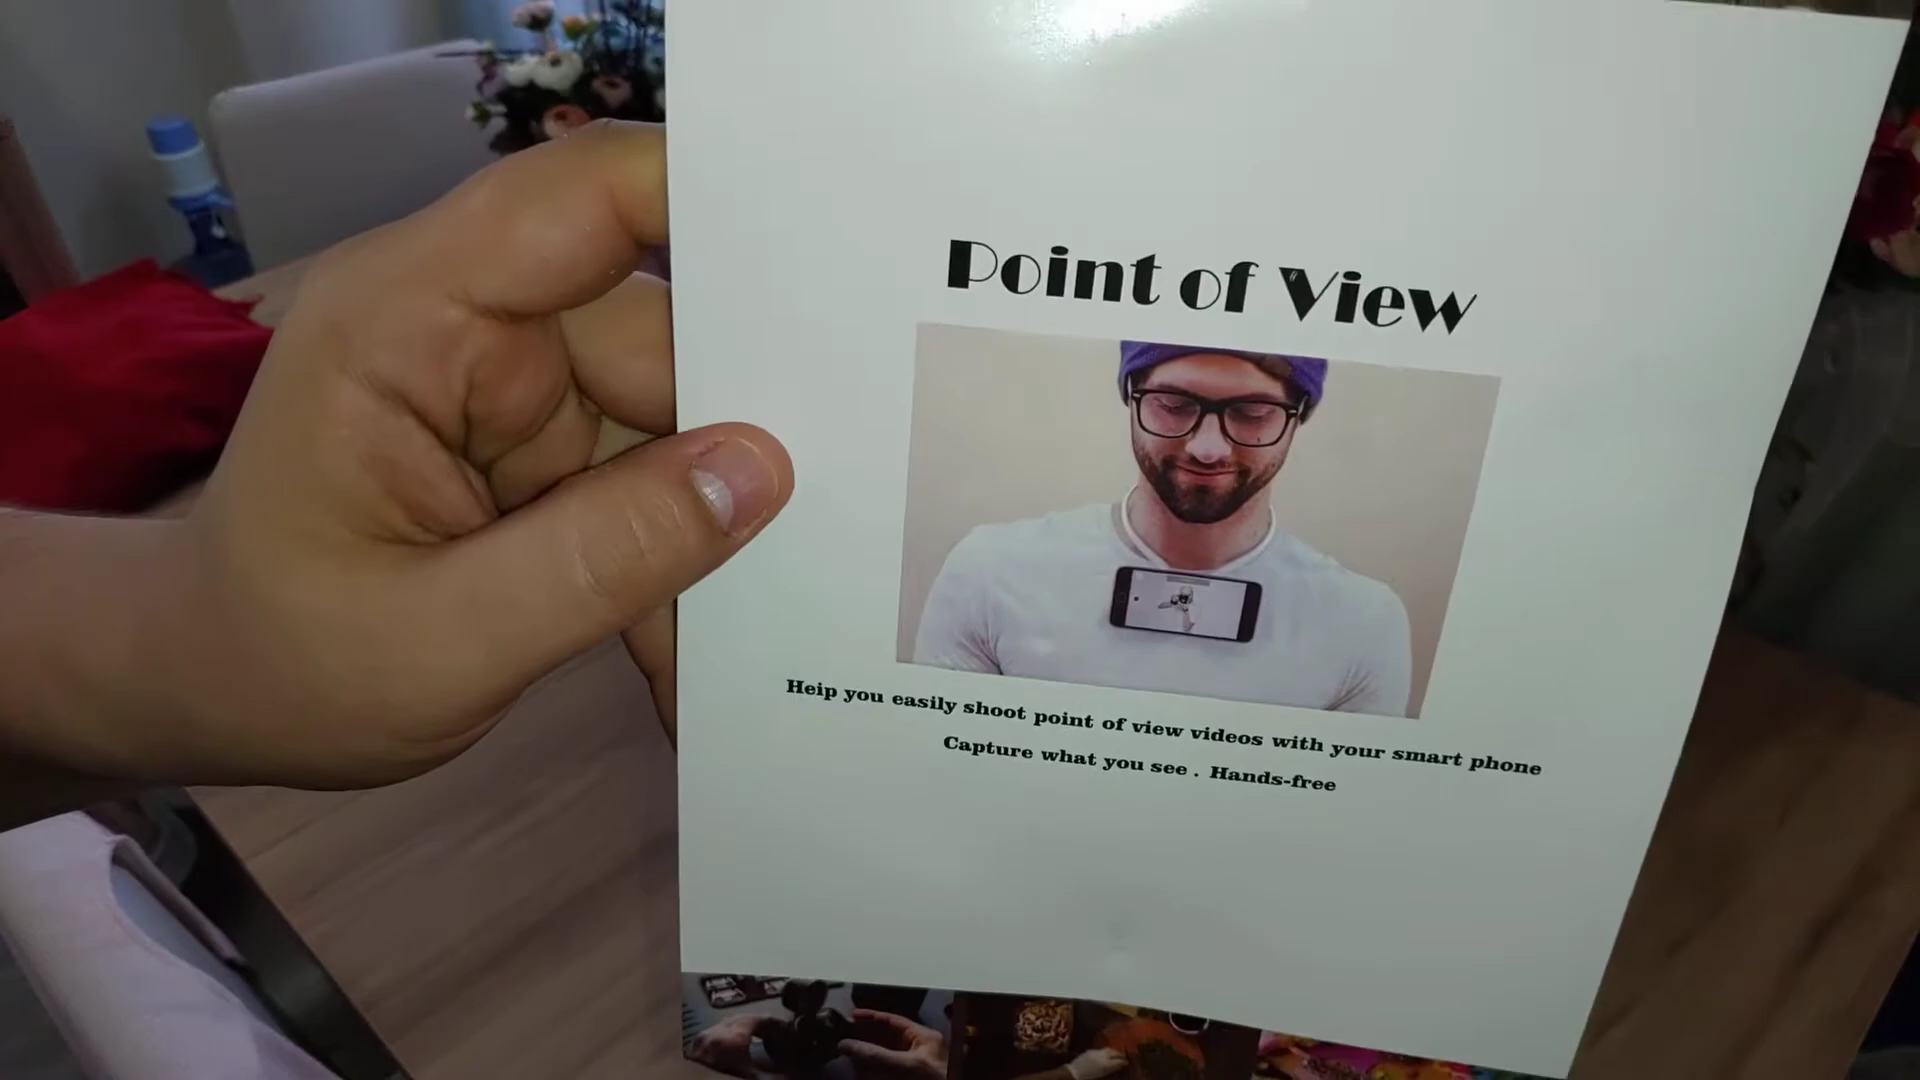 Point of View
Heip you easily shoot point of view videos with your smart phone
Capture what you see . Hands-free